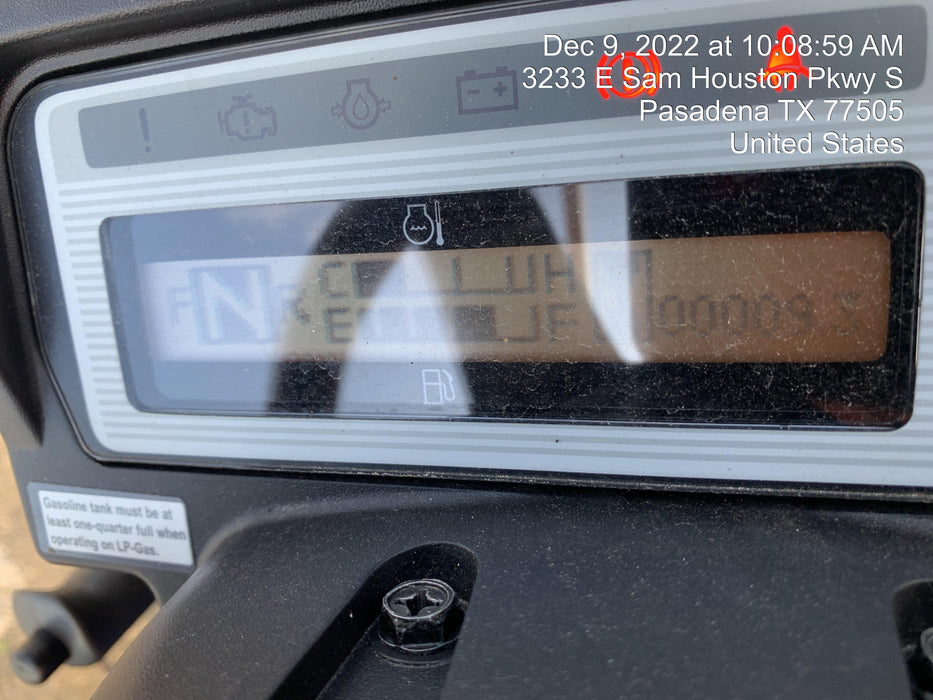 Dec 9, 2022 at 10:08:59 AM
3233 E Sam Houston Pkwy S
Pasadena TX 77505
United States
F N R
C H
E F
Gasoline tank must be at
least one-quarter full when
operating on LP-Gas.